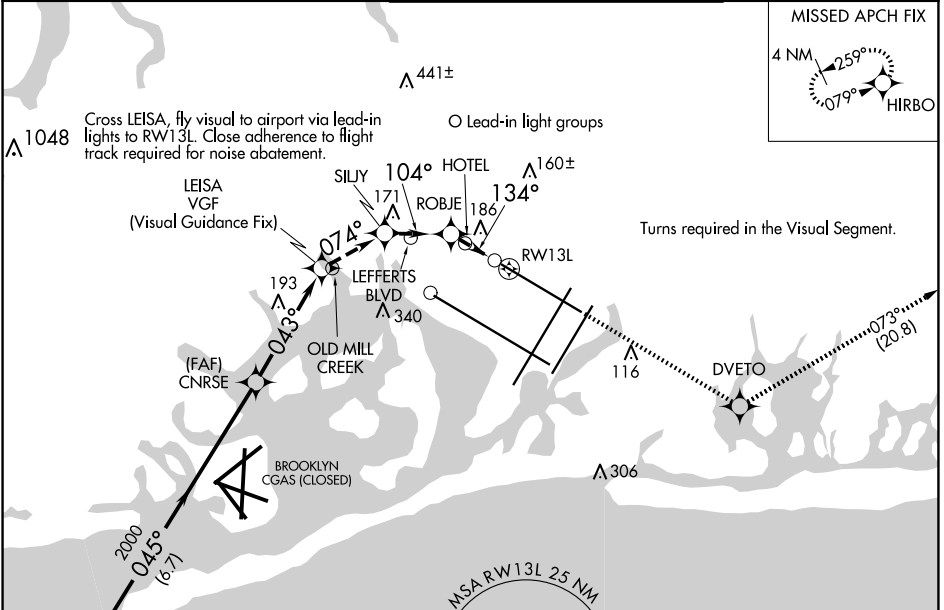 MISSED APCH FIX
4 NM
259°
079°
HIRBO
441±
1048
Cross LEISA, fly visual to airport via lead-in
lights to RW13L. Close adherence to flight
track required for noise abatement.
Lead-in light groups
LEISA
VGF
(Visual Guidance Fix)
SILJY
104°
HOTEL
160±
171
ROBJE
186
134°
074°
RW13L
Turns required in the Visual Segment.
LEFFERTS
BLVD
340
193
043°
OLD MILL
CREEK
(FAF)
CNRSE
116
DVETO
073°
(20.8)
BROOKLYN
CGAS (CLOSED)
306
2000
045°
(6.7)
MSA RW13L 25 NM